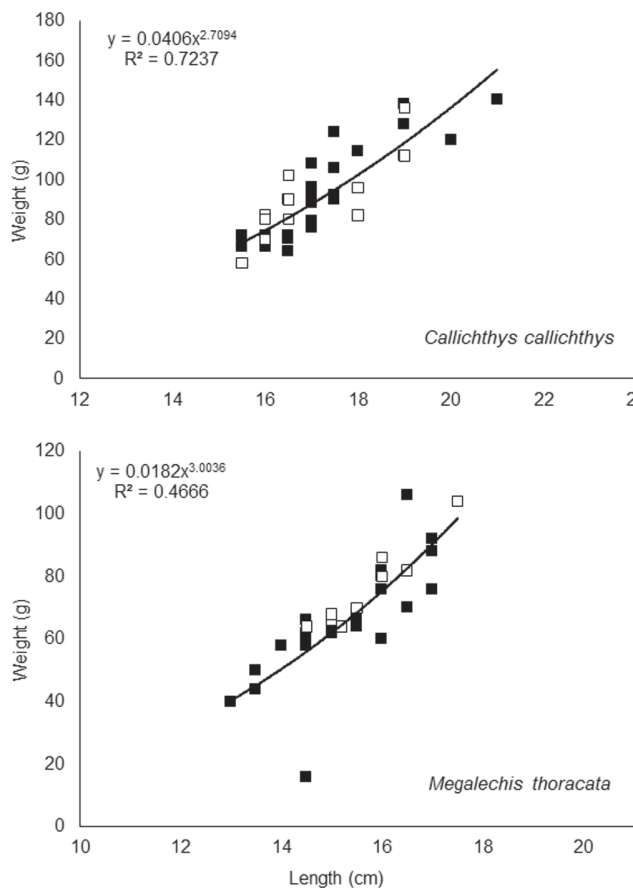 180
y = 0.0406x^2.7094
R² = 0.7237
160
140
120
100
80
60
40
20
0
Weight (g)
Callichthys callichthys
12 14 16 18 20 22
120
y = 0.0182x^3.0036
R² = 0.4666
100
80
60
40
20
0
Weight (g)
Megalechis thoracata
10 12 14 16 18 20
Length (cm)